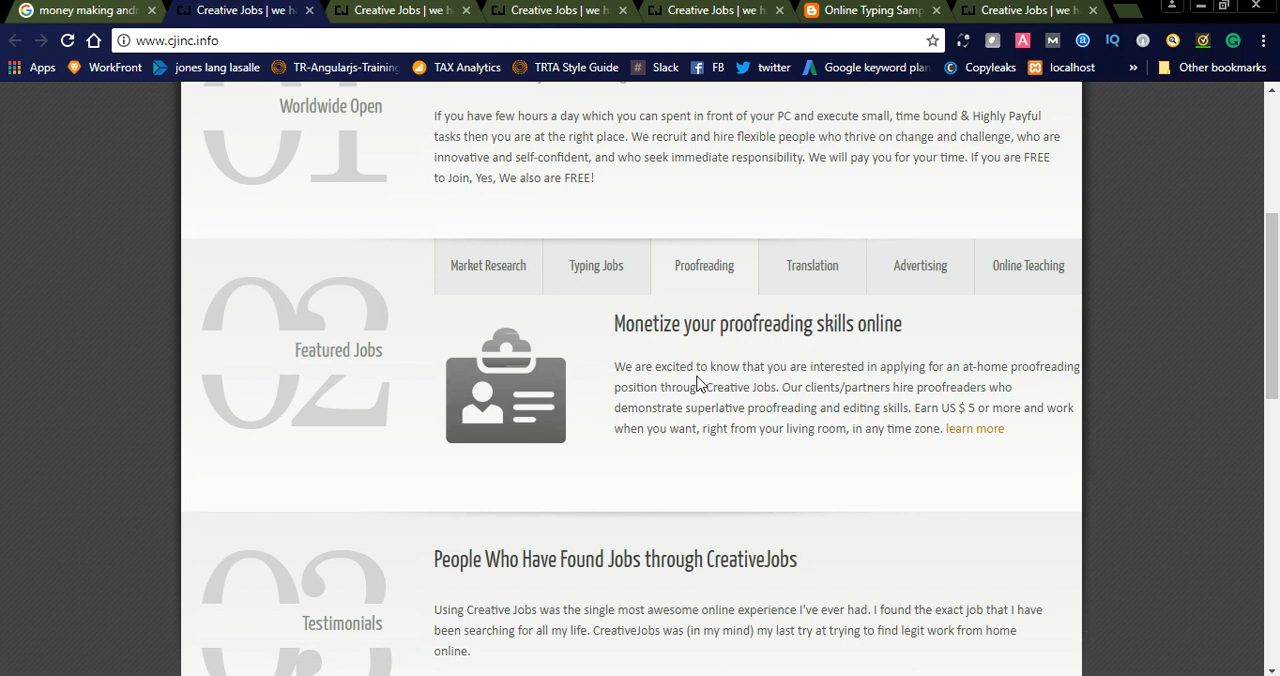 money making and
Creative Jobs | we h
Creative Jobs | we h
Creative Jobs | we h
Creative Jobs | we h
Online Typing Samp
Creative Jobs | we h
www.cjinc.info
Apps WorkFront jones lang lasalle TR-Angularjs-Training TAX Analytics TRTA Style Guide Slack FB twitter Google keyword plan Copyleaks localhost » Other bookmarks
01
Worldwide Open
If you have few hours a day which you can spent in front of your PC and execute small, time bound & Highly Payful
tasks then you are at the right place. We recruit and hire flexible people who thrive on change and challenge, who are
innovative and self-confident, and who seek immediate responsibility. We will pay you for your time. If you are FREE
to Join, Yes, We also are FREE!
Market Research Typing Jobs Proofreading Translation Advertising Online Teaching
02
Featured Jobs
Monetize your proofreading skills online
We are excited to know that you are interested in applying for an at-home proofreading
position through Creative Jobs. Our clients/partners hire proofreaders who
demonstrate superlative proofreading and editing skills. Earn US $ 5 or more and work
when you want, right from your living room, in any time zone. learn more
03
Testimonials
People Who Have Found Jobs through CreativeJobs
Using Creative Jobs was the single most awesome online experience I've ever had. I found the exact job that I have
been searching for all my life. CreativeJobs was (in my mind) my last try at trying to find legit work from home
online.